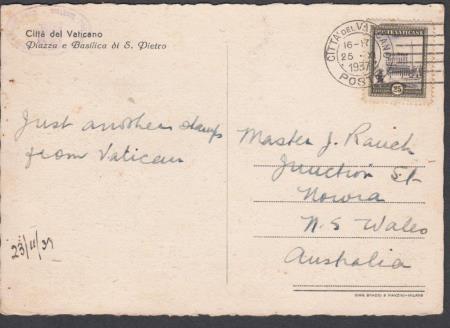 Città del Vaticano
Piazza e Basilica di S. Pietro
CITTÀ DEL VATICANO
16-17
25
1937
POSTE
POSTE VATICANE
25
Just another stamp
from Vatican
23/11/37
Master J. Rauch
Junction St
Nowra
N. S Wales
Australia